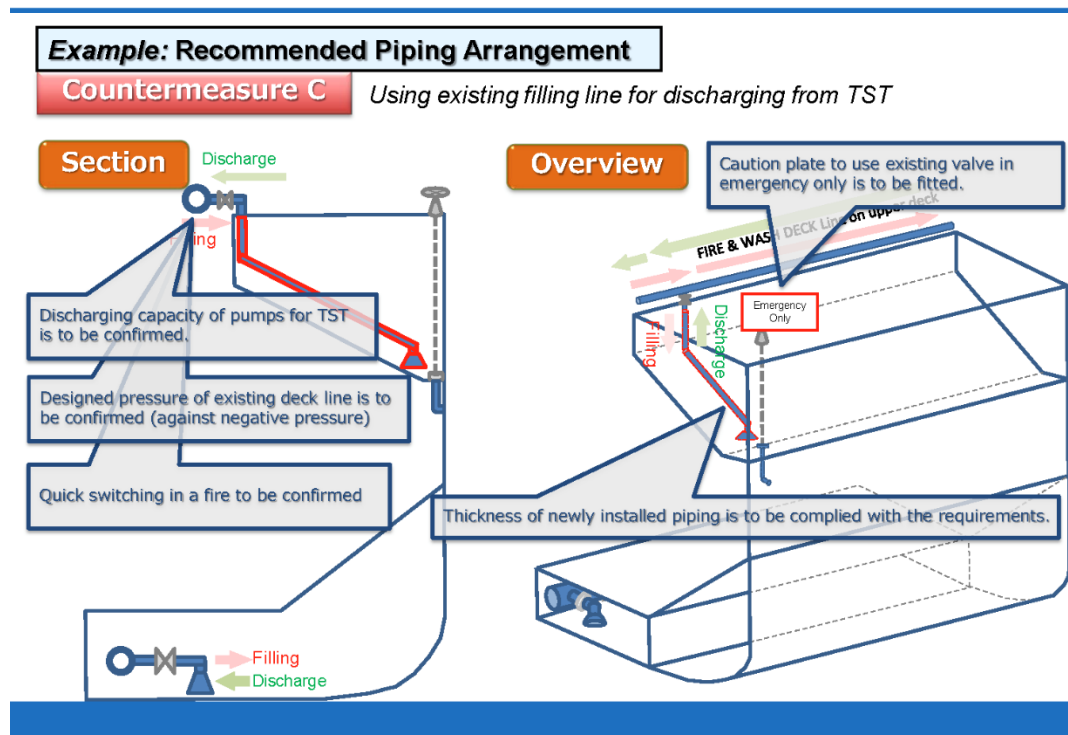 Example: Recommended Piping Arrangement
Countermeasure C
Using existing filling line for discharging from TST
Section
Discharge
Filling
Discharging capacity of pumps for TST
is to be confirmed.
Designed pressure of existing deck line is to
be confirmed (against negative pressure)
Quick switching in a fire to be confirmed
Filling
Discharge
Overview
Caution plate to use existing valve in
emergency only is to be fitted.
FIRE & WASH DECK Line on upper deck
Emergency
Only
Filling
Discharge
Thickness of newly installed piping is to be complied with the requirements.